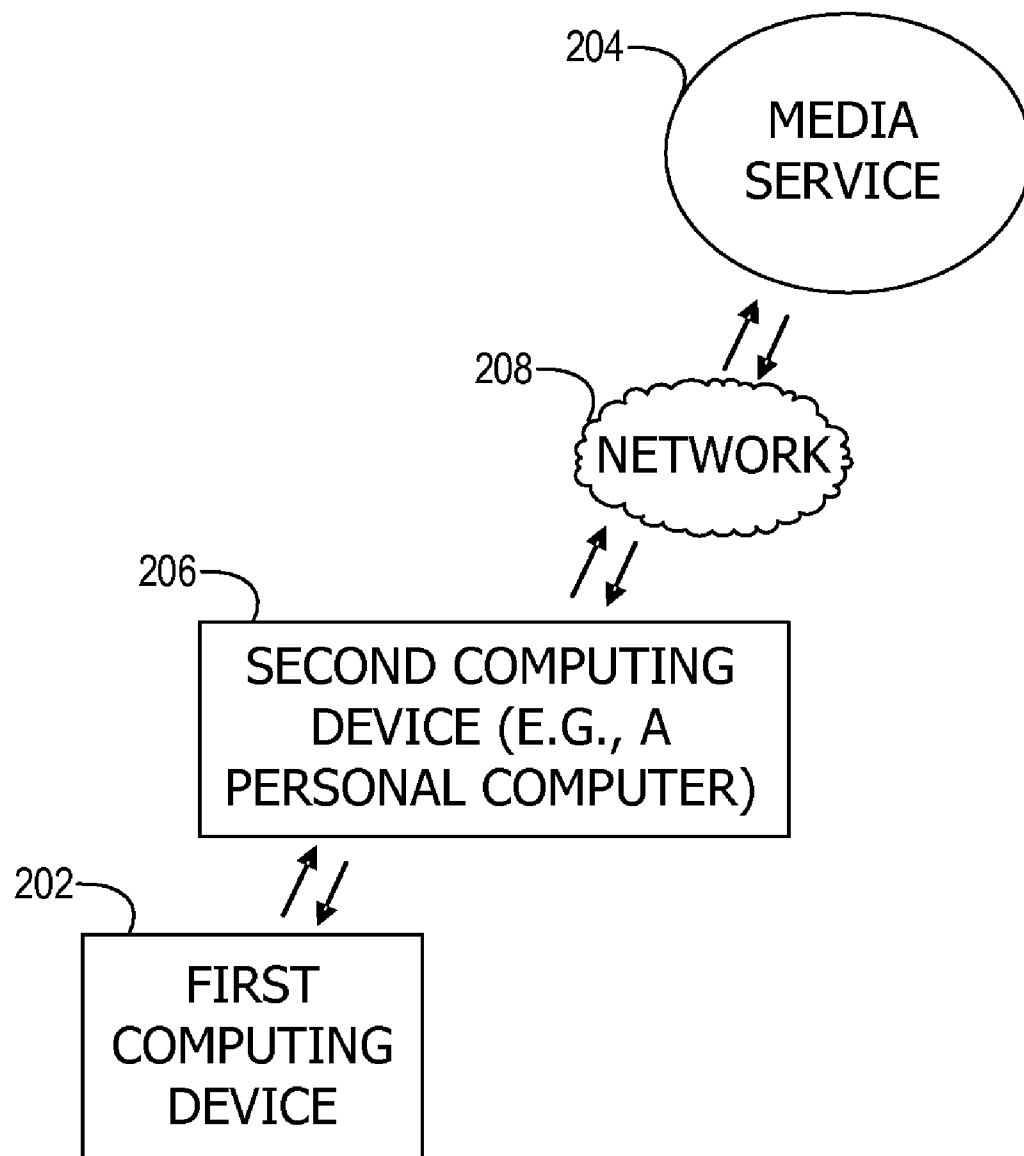 204
MEDIA
SERVICE
208
NETWORK
206
SECOND COMPUTING
DEVICE (E.G., A
PERSONAL COMPUTER)
202
FIRST
COMPUTING
DEVICE